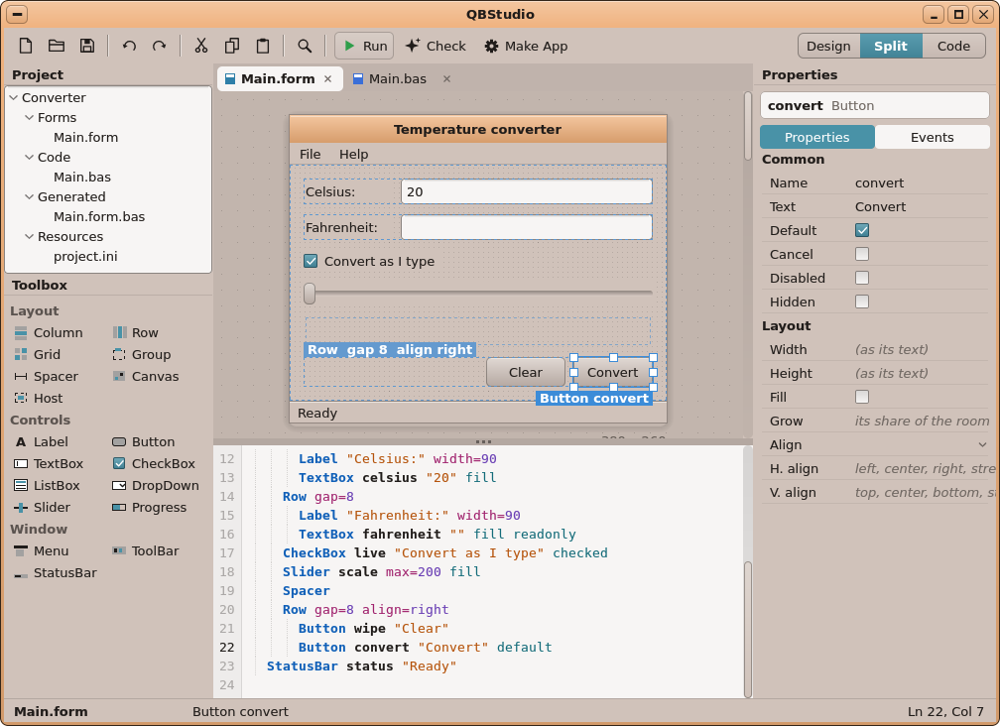 QBStudio
Run Check Make App
Design Split Code
Project
Converter
Forms
Main.form
Code
Main.bas
Generated
Main.form.bas
Resources
project.ini
Toolbox
Layout
Column Row
Grid Group
Spacer Canvas
Host
Controls
A Label Button
TextBox CheckBox
ListBox DropDown
Slider Progress
Window
Menu ToolBar
StatusBar
Main.form Main.bas
Temperature converter
File Help
Celsius: 20
Fahrenheit:
Convert as I type
Row gap 8 align right
Clear Convert
Button convert
Ready
12 Label "Celsius:" width=90
13 TextBox celsius "20" fill
14 Row gap=8
15 Label "Fahrenheit:" width=90
16 TextBox fahrenheit "" fill readonly
17 CheckBox live "Convert as I type" checked
18 Slider scale max=200 fill
19 Spacer
20 Row gap=8 align=right
21 Button wipe "Clear"
22 Button convert "Convert" default
23 StatusBar status "Ready"
24
Properties
convert Button
Properties Events
Common
Name convert
Text Convert
Default
Cancel
Disabled
Hidden
Layout
Width (as its text)
Height (as its text)
Fill
Grow its share of the room
Align
H. align left, center, right, stre
V. align top, center, bottom, s
Main.form Button convert Ln 22, Col 7